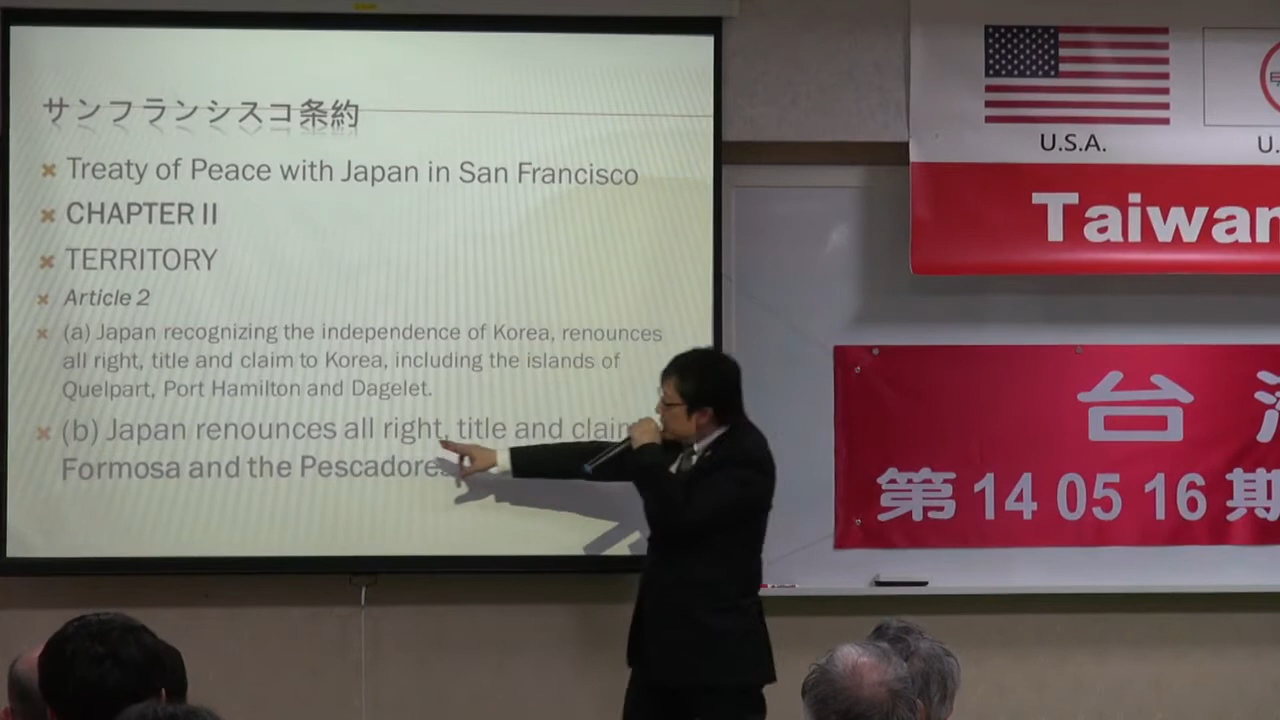 サンフランシスコ条約
Treaty of Peace with Japan in San Francisco
CHAPTER II
TERRITORY
Article 2
(a) Japan recognizing the independence of Korea, renounces
all right, title and claim to Korea, including the islands of
Quelpart, Port Hamilton and Dagelet.
(b) Japan renounces all right, title and claim
Formosa and the Pescadores
U.S.A.
U.
Taiwan
台
第 14 05 16 期